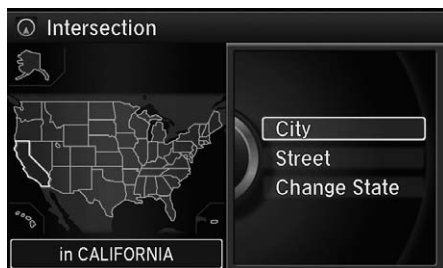 Intersection
City
Street
Change State
in CALIFORNIA